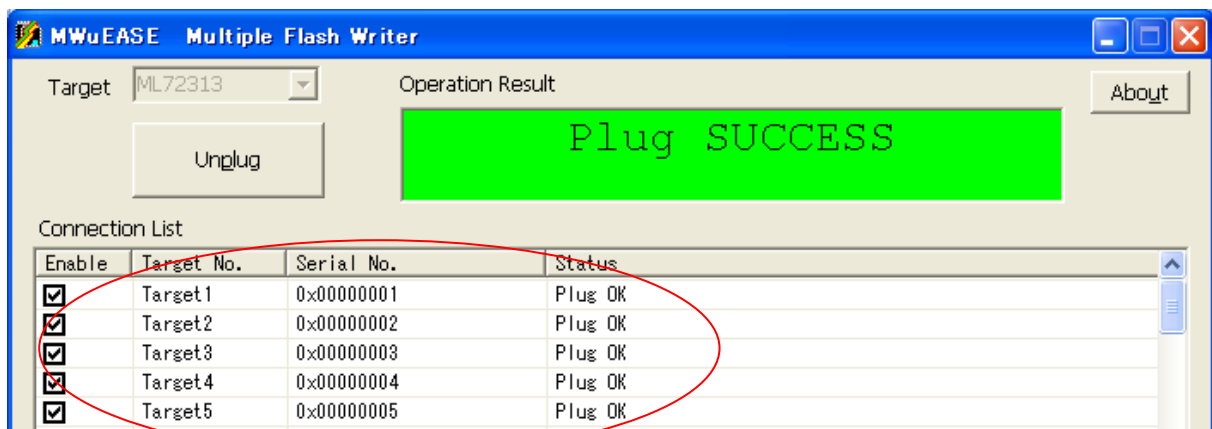 MWuEASE Multiple Flash Writer
Target ML72313 Operation Result About
Plug SUCCESS
Unplug
Connection List
Enable Target No. Serial No. Status
Target1 0x00000001 Plug OK
Target2 0x00000002 Plug OK
Target3 0x00000003 Plug OK
Target4 0x00000004 Plug OK
Target5 0x00000005 Plug OK